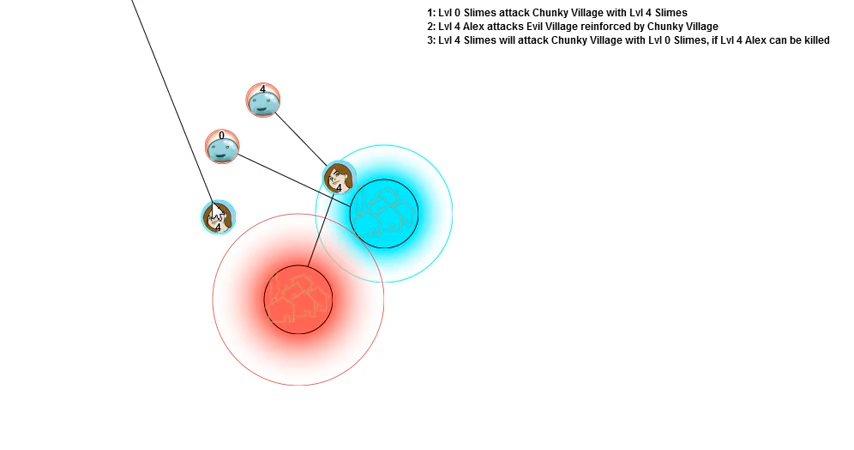 1: Lvl 0 Slimes attack Chunky Village with Lvl 4 Slimes
2: Lvl 4 Alex attacks Evil Village reinforced by Chunky Village
3: Lvl 4 Slimes will attack Chunky Village with Lvl 0 Slimes, if Lvl 4 Alex can be killed
4
0
4
4